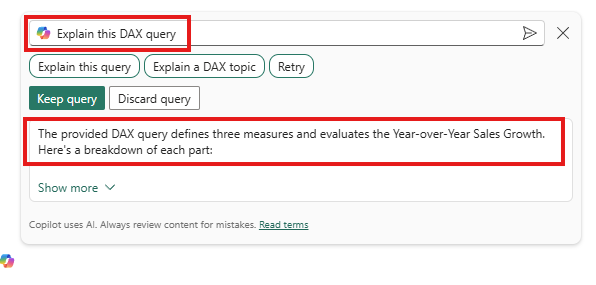 Explain this DAX query
Explain this query
Explain a DAX topic
Retry
Keep query
Discard query
The provided DAX query defines three measures and evaluates the Year-over-Year Sales Growth.
Here's a breakdown of each part:
Show more
Copilot uses AI. Always review content for mistakes. Read terms